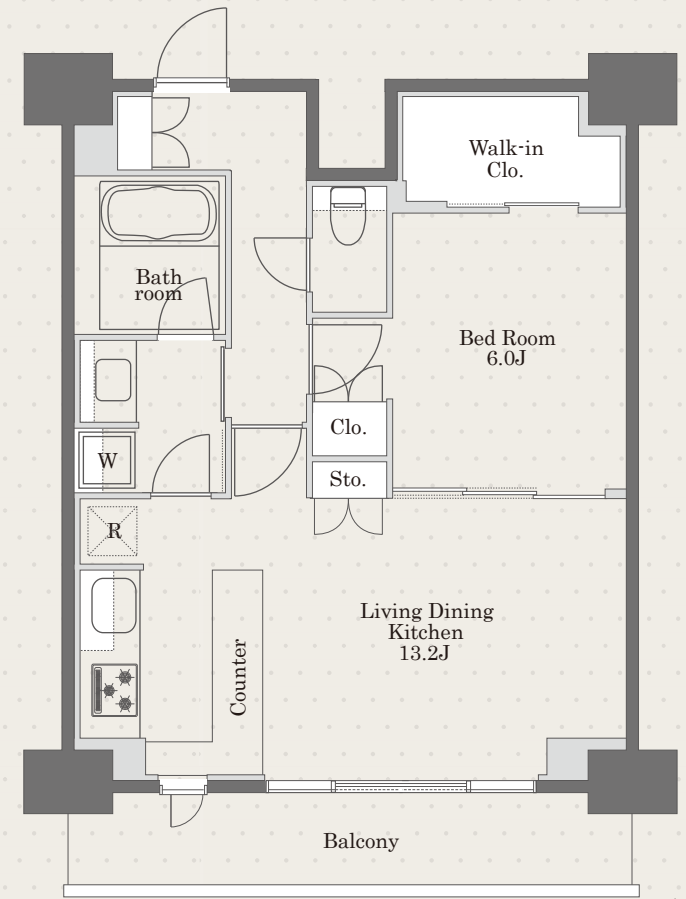 Walk-in
Clo.
Bath
room
Bed Room
6.0J
Clo.
W
Sto.
R
Living Dining
Kitchen
13.2J
Counter
Balcony